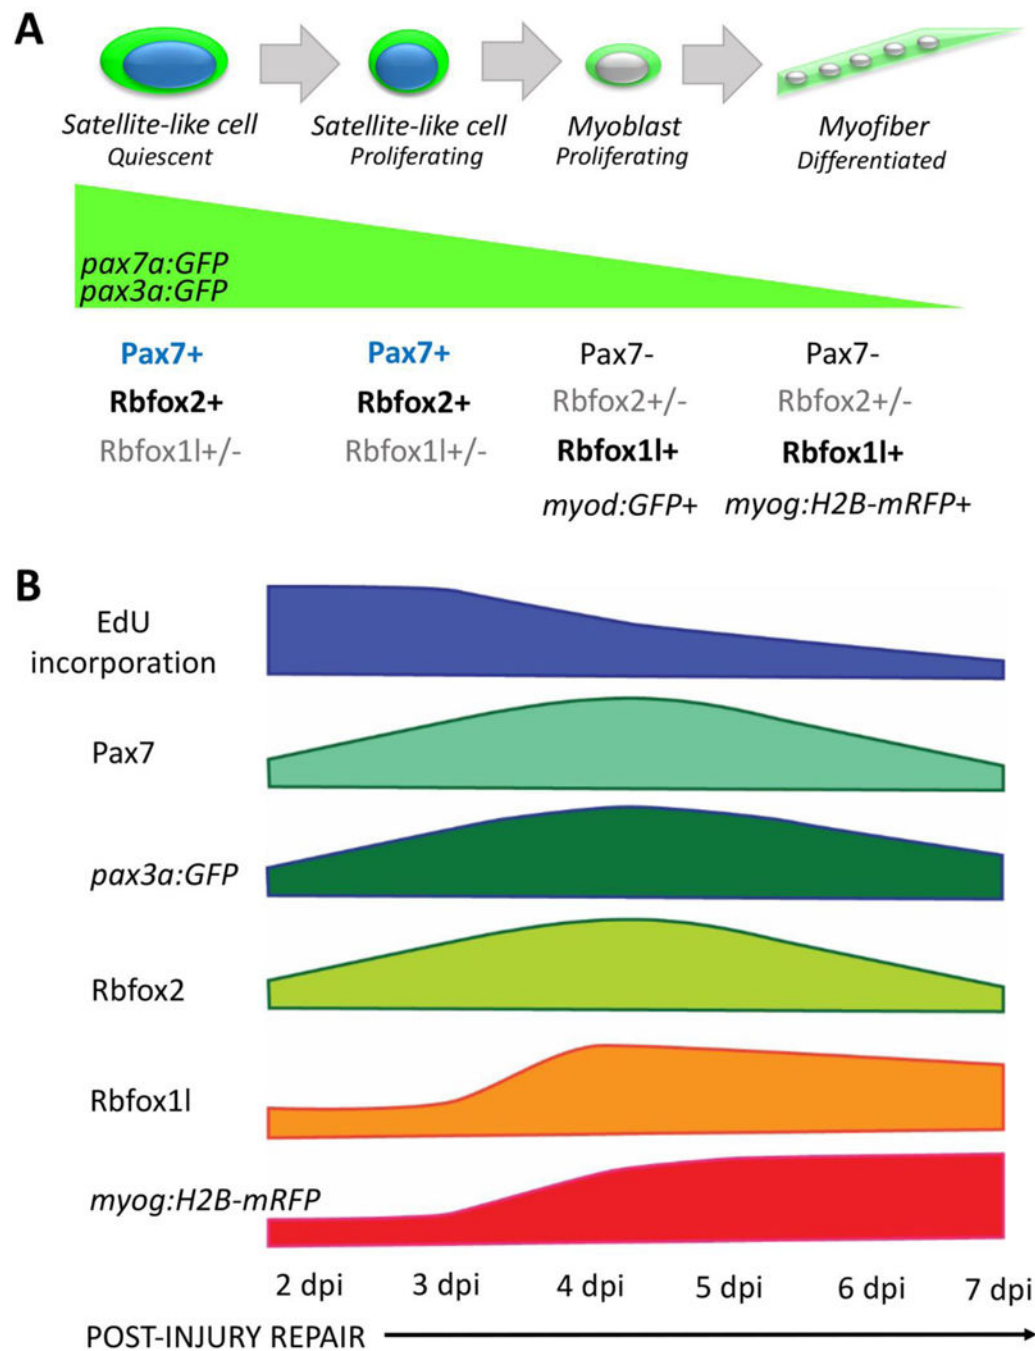 A
Satellite-like cell
Quiescent
Satellite-like cell
Proliferating
Myoblast
Proliferating
Myofiber
Differentiated
pax7a:GFP
pax3a:GFP
Pax7+
Pax7+
Pax7-
Pax7-
Rbfox2+
Rbfox2+
Rbfox2+/-
Rbfox2+/-
Rbfox1l+/-
Rbfox1l+/-
Rbfox1l+
Rbfox1l+
myod:GFP+
myog:H2B-mRFP+
B
EdU
incorporation
Pax7
pax3a:GFP
Rbfox2
Rbfox1l
myog:H2B-mRFP
2 dpi
3 dpi
4 dpi
5 dpi
6 dpi
7 dpi
POST-INJURY REPAIR